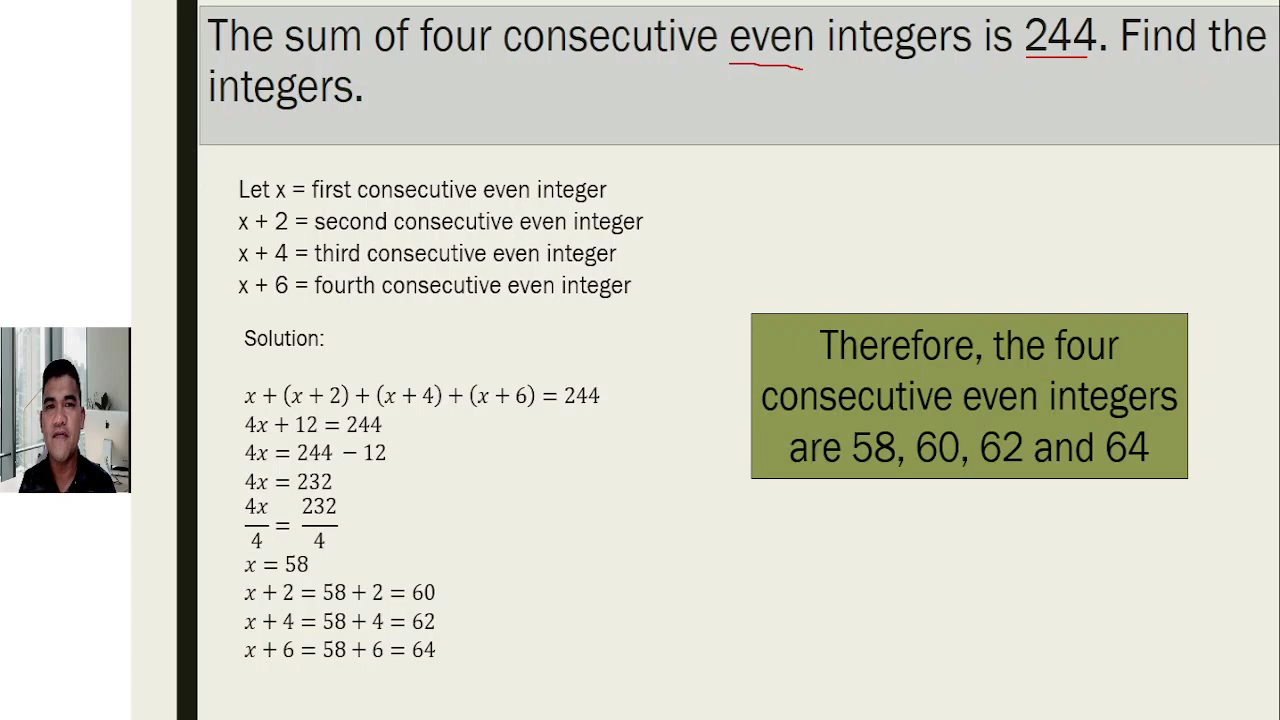 The sum of four consecutive even integers is 244. Find the
integers.
Let x = first consecutive even integer
x + 2 = second consecutive even integer
x + 4 = third consecutive even integer
x + 6 = fourth consecutive even integer
Solution:
x + (x + 2) + (x + 4) + (x + 6) = 244
4x + 12 = 244
4x = 244 − 12
4x = 232
4x/4 = 232/4
x = 58
x + 2 = 58 + 2 = 60
x + 4 = 58 + 4 = 62
x + 6 = 58 + 6 = 64
Therefore, the four
consecutive even integers
are 58, 60, 62 and 64